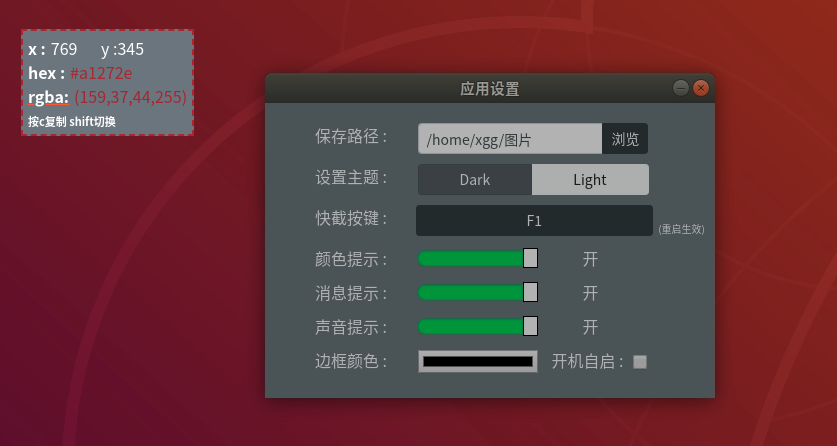 x : 769 y :345
hex : #a1272e
rgba: (159,37,44,255)
按c复制 shift切换
应用设置
保存路径 : /home/xgg/图片 浏览
设置主题 : Dark Light
快截按键 : F1 (重启生效)
颜色提示 : 开
消息提示 : 开
声音提示 : 开
边框颜色 : 开机自启 :